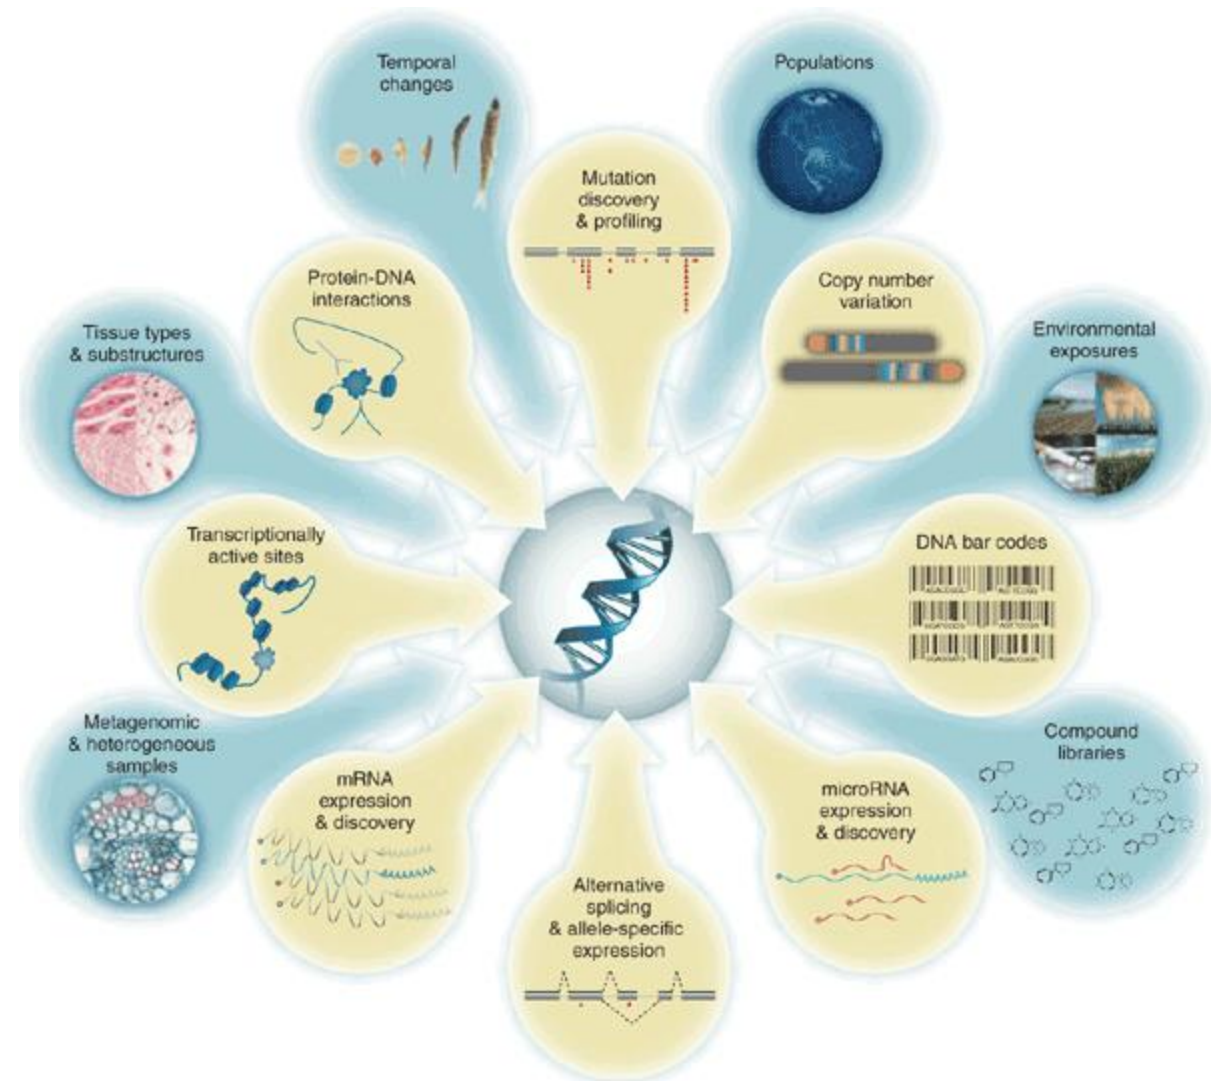 Temporal
changes
Populations
Mutation
discovery
& profiling
Protein-DNA
interactions
Copy number
variation
Tissue types
& substructures
Environmental
exposures
Transcriptionally
active sites
DNA bar codes
Metagenomic
& heterogeneous
samples
mRNA
expression
& discovery
Compound
libraries
microRNA
expression
& discovery
Alternative
splicing
& allele-specific
expression